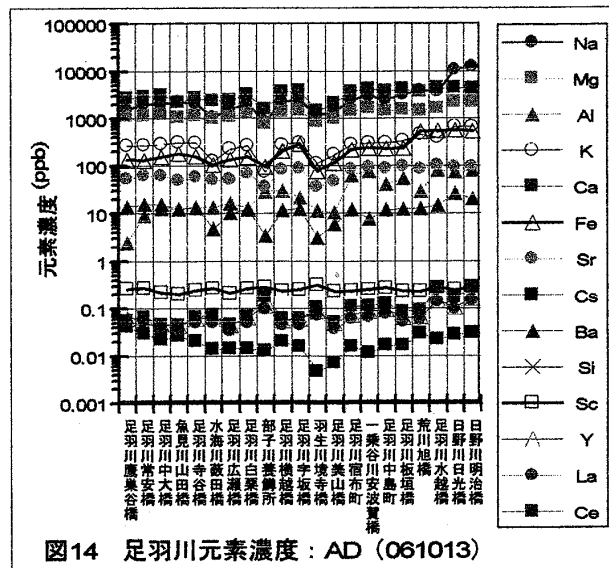 元素濃度 (ppb)
100000
10000
1000
100
10
1
0.1
0.01
0.001
足羽川鷹巣谷橋
足羽川常安橋
足羽川中大橋
魚見川山田橋
足羽川寺谷橋
水海川薮田橋
足羽川広瀬橋
足羽川白粟橋
部子川養鱒所
足羽川横越橋
足羽川宇坂橋
羽生川境寺橋
足羽川美山橋
足羽川宿布町
一乗谷川安波賀橋
足羽川中島町
足羽川板垣橋
荒川旭橋
足羽川水越橋
日野川日光橋
日野川明治橋
Na
Mg
Al
K
Ca
Fe
Sr
Cs
Ba
Si
Sc
Y
La
Ce
図14 足羽川元素濃度：AD（061013）